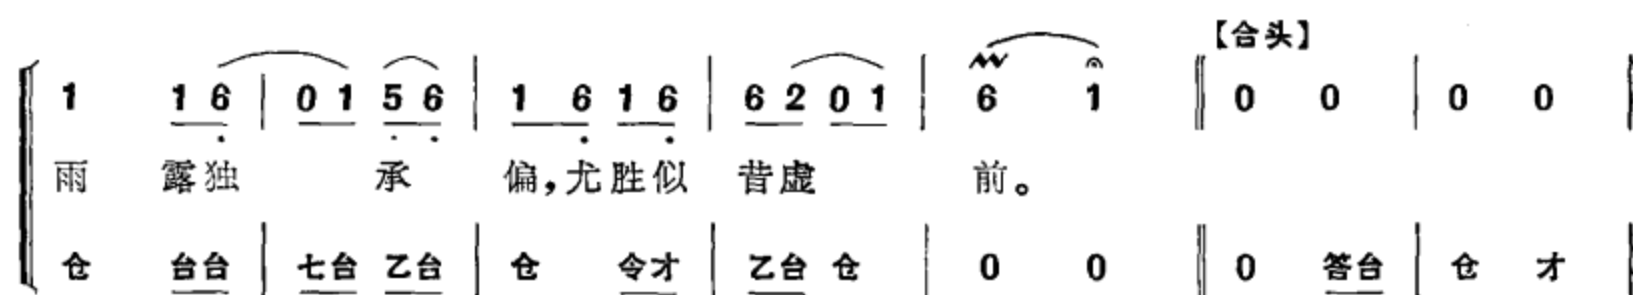 【合头】
1 1 6 | 0 1 5 6 | 1 6 1 6 | 6 2 0 1 | 6 1 || 0 0 | 0 0
雨 露独 承 偏，尤胜似 昔虚 前。
仓 台台 | 七台 乙台 | 仓 令才 | 乙台 仓 | 0 0 || 0 答台 | 仓 才